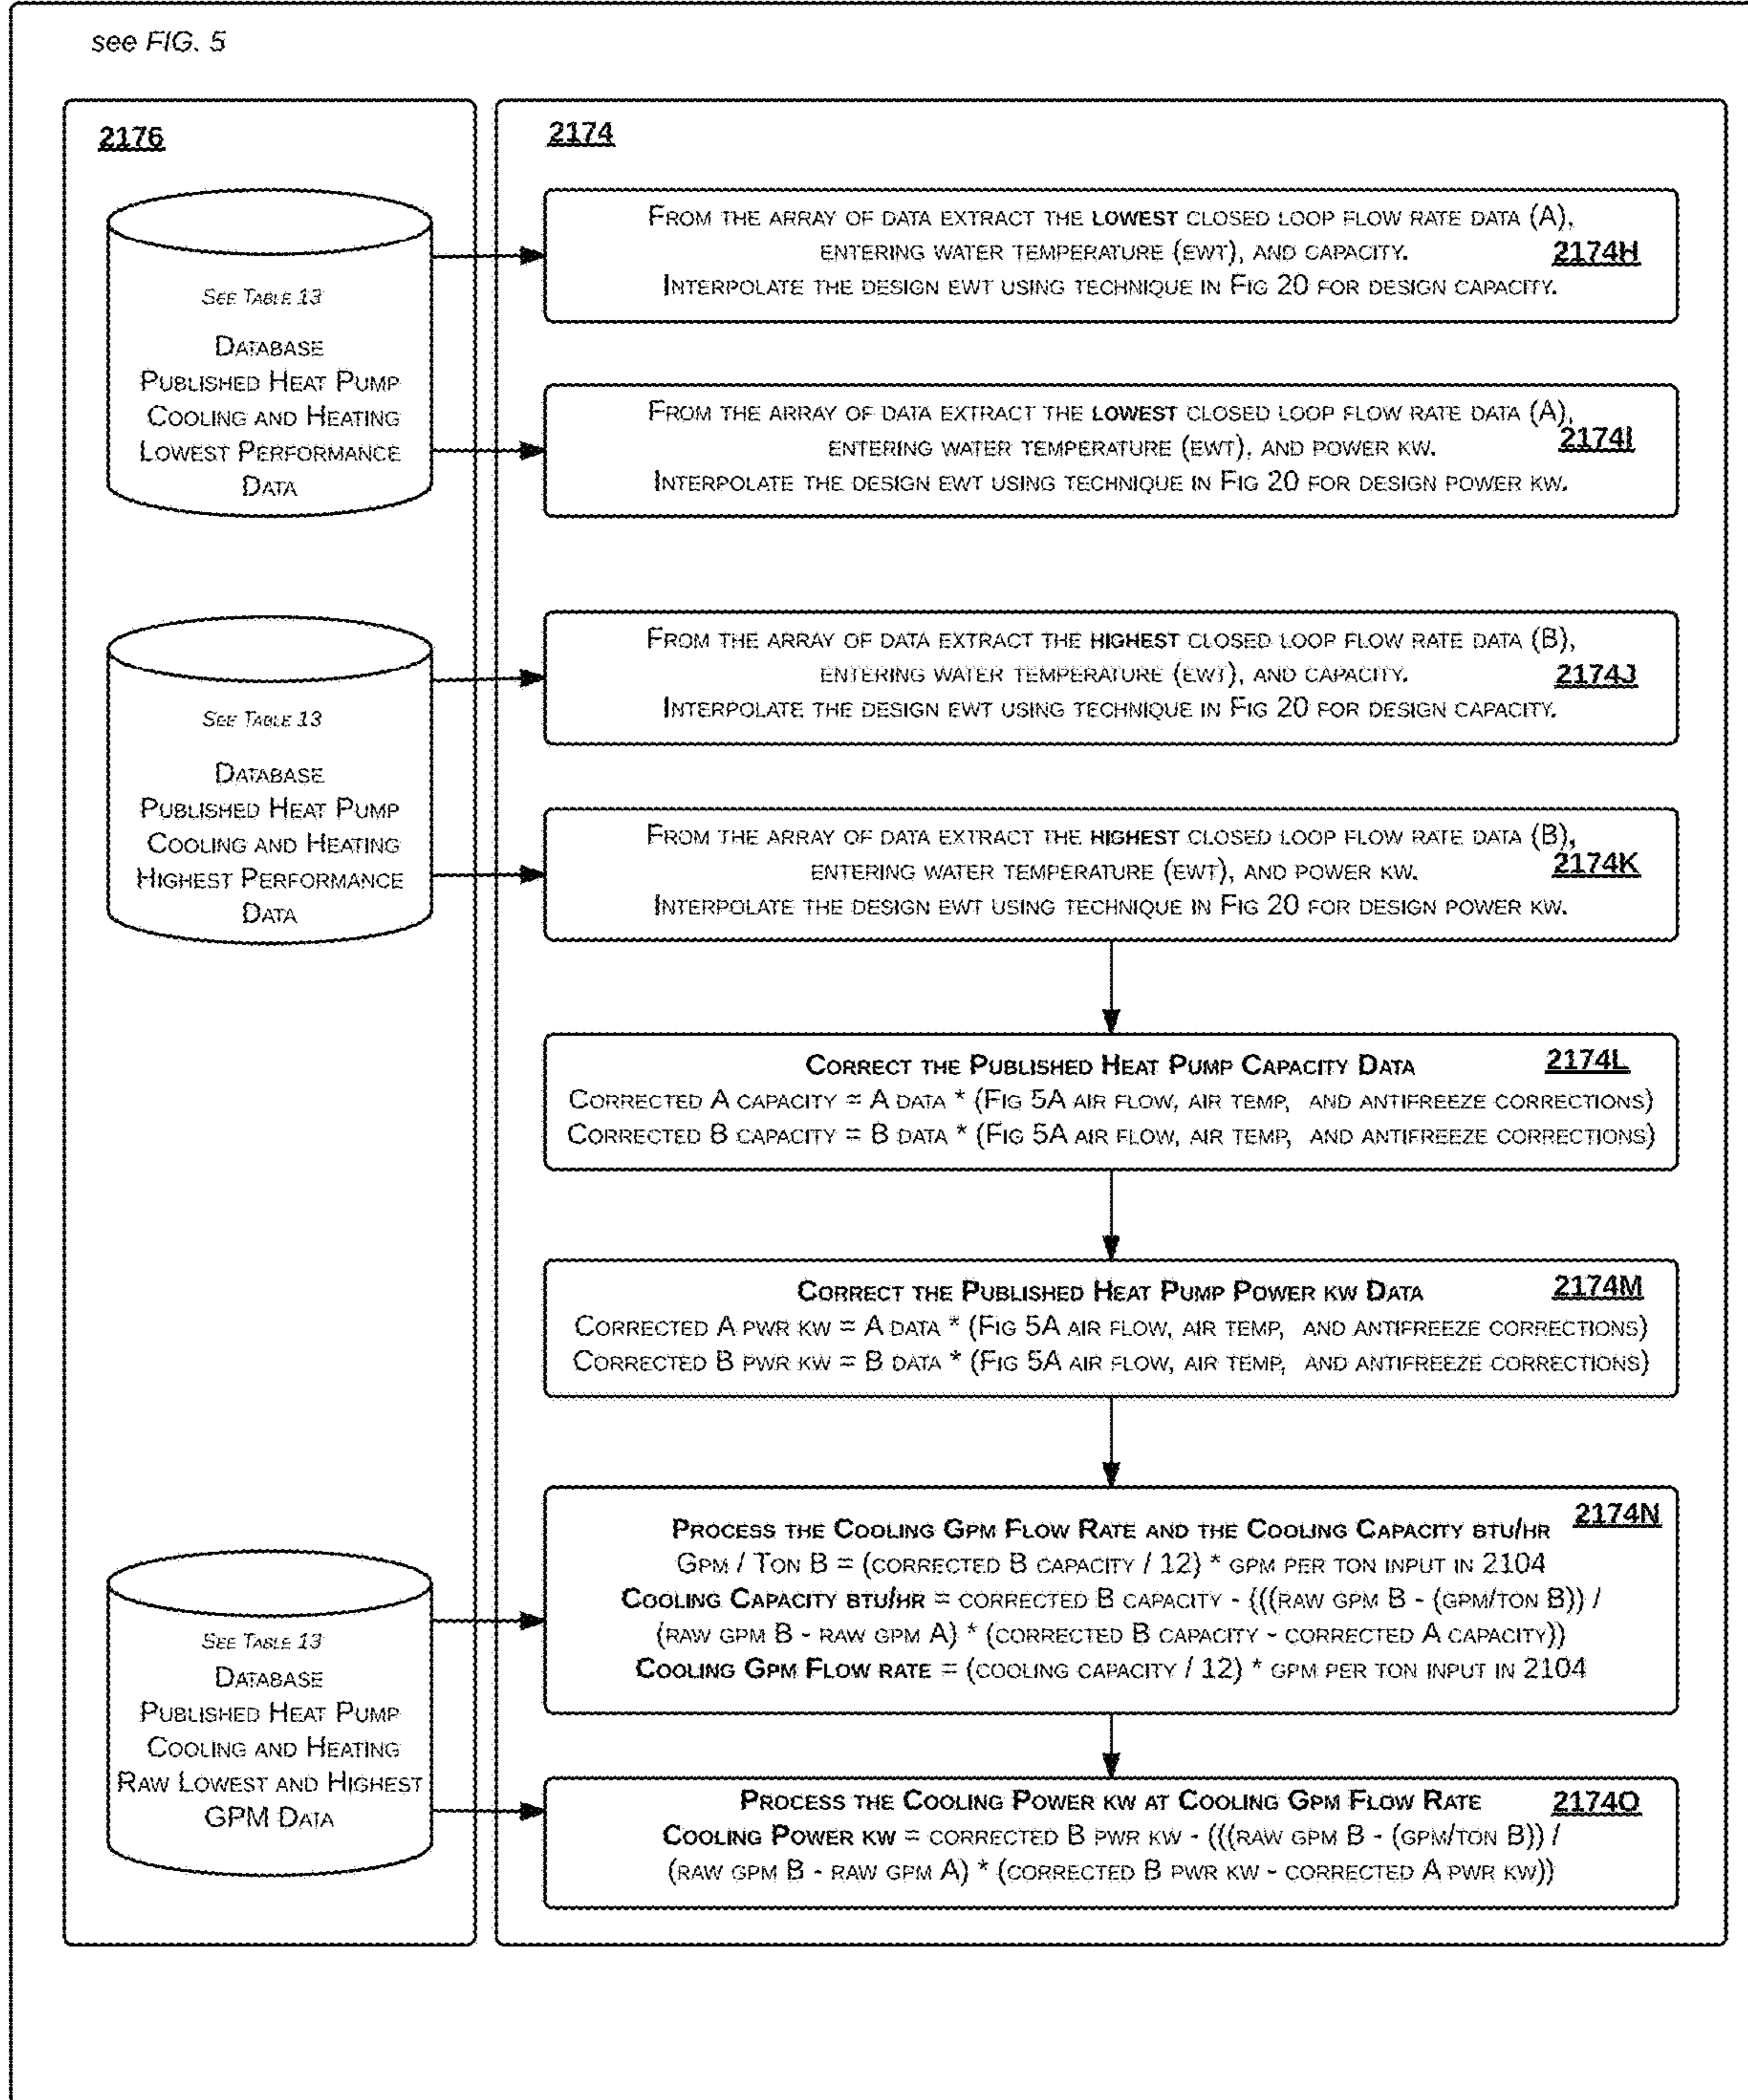 see FIG. 5
2176
See Table 13
Database
Published Heat Pump
Cooling and Heating
Lowest Performance
Data
See Table 13
Database
Published Heat Pump
Cooling and Heating
Highest Performance
Data
See Table 13
Database
Published Heat Pump
Cooling and Heating
Raw Lowest and Highest
GPM Data
2174
From the array of data extract the lowest closed loop flow rate data (A),
entering water temperature (ewt), and capacity.
2174H
Interpolate the design ewt using technique in Fig 20 for design capacity.
From the array of data extract the lowest closed loop flow rate data (A),
entering water temperature (ewt), and power kw.
2174I
Interpolate the design ewt using technique in Fig 20 for design power kw.
From the array of data extract the highest closed loop flow rate data (B),
entering water temperature (ewt), and capacity.
2174J
Interpolate the design ewt using technique in Fig 20 for design capacity.
From the array of data extract the highest closed loop flow rate data (B),
entering water temperature (ewt), and power kw.
2174K
Interpolate the design ewt using technique in Fig 20 for design power kw.
Correct the Published Heat Pump Capacity Data
2174L
Corrected A capacity = A data * (Fig 5A air flow, air temp, and antifreeze corrections)
Corrected B capacity = B data * (Fig 5A air flow, air temp, and antifreeze corrections)
Correct the Published Heat Pump Power kw Data
2174M
Corrected A pwr kw = A data * (Fig 5A air flow, air temp, and antifreeze corrections)
Corrected B pwr kw = B data * (Fig 5A air flow, air temp, and antifreeze corrections)
2174N
Process the Cooling Gpm Flow Rate and the Cooling Capacity btu/hr
Gpm / Ton B = (corrected B capacity / 12) * gpm per ton input in 2104
Cooling Capacity btu/hr = corrected B capacity - (((raw gpm B - (gpm/ton B)) /
(raw gpm B - raw gpm A) * (corrected B capacity - corrected A capacity))
Cooling Gpm Flow rate = (cooling capacity / 12) * gpm per ton input in 2104
Process the Cooling Power kw at Cooling Gpm Flow Rate
2174O
Cooling Power kw = corrected B pwr kw - (((raw gpm B - (gpm/ton B)) /
(raw gpm B - raw gpm A) * (corrected B pwr kw - corrected A pwr kw))